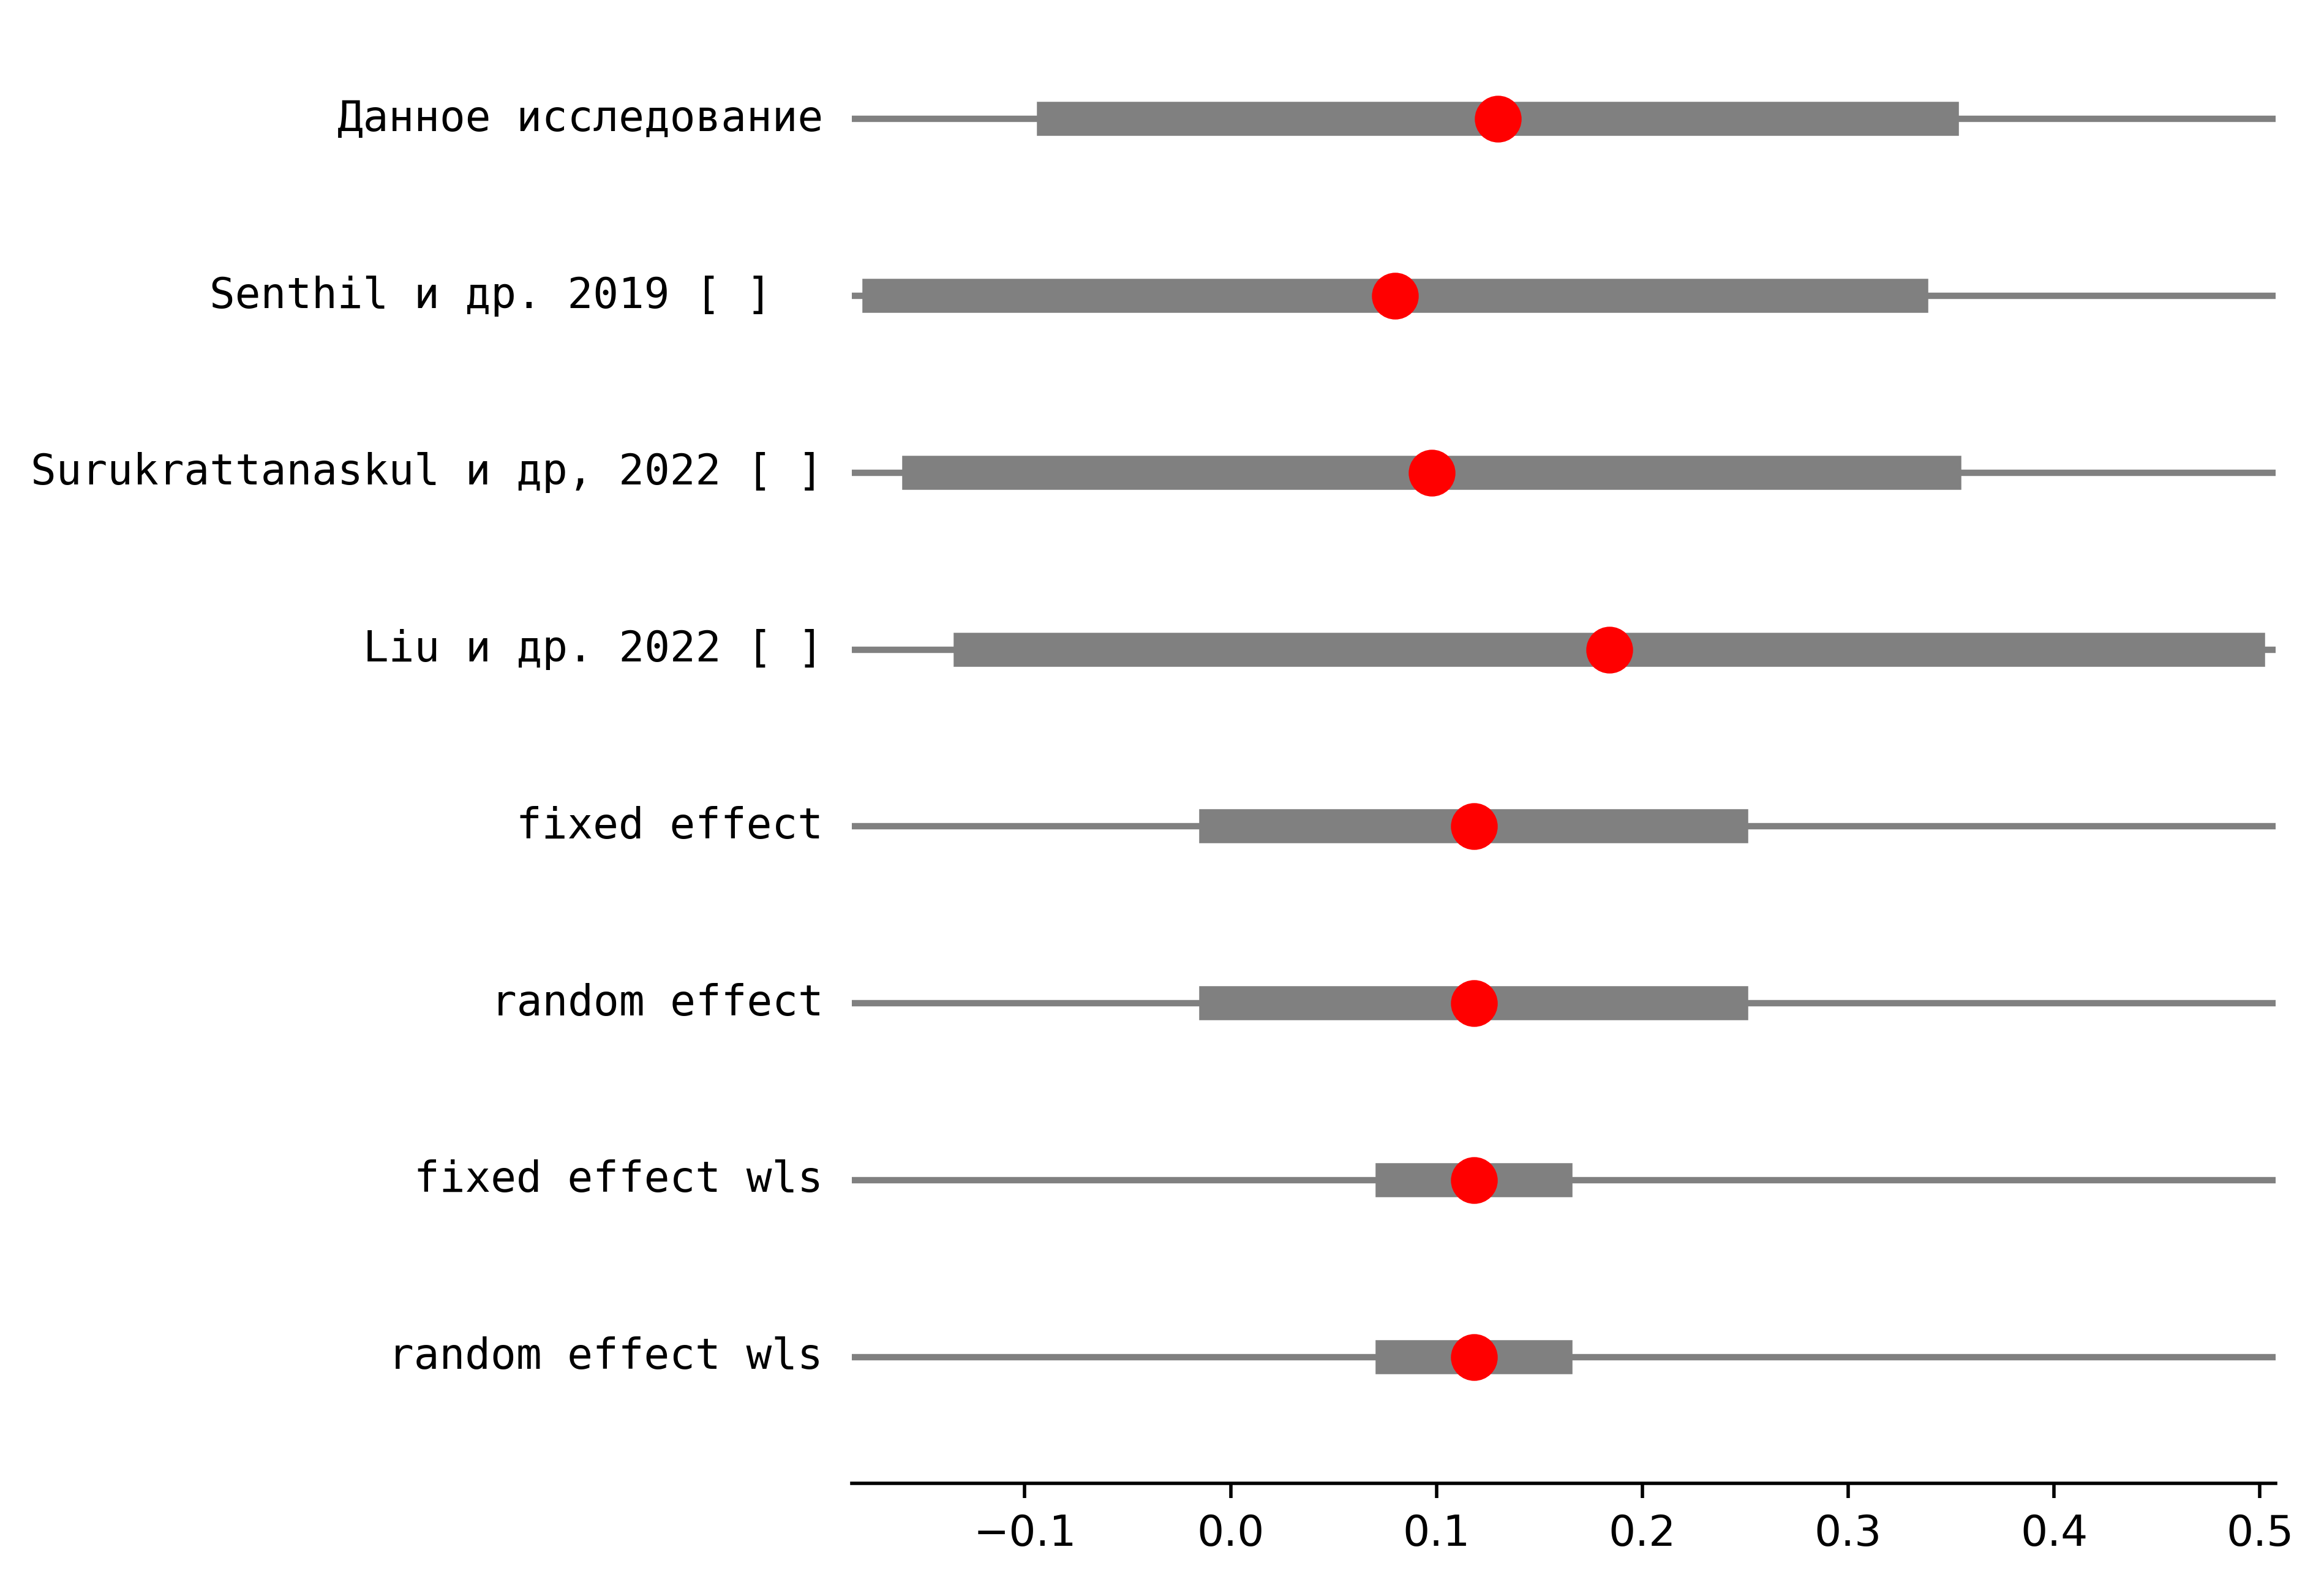 Данное исследование
Senthil и др. 2019 [ ]
Surukrattanaskul и др, 2022 [ ]
Liu и др. 2022 [ ]
fixed effect
random effect
fixed effect wls
random effect wls
−0.1 0.0 0.1 0.2 0.3 0.4 0.5